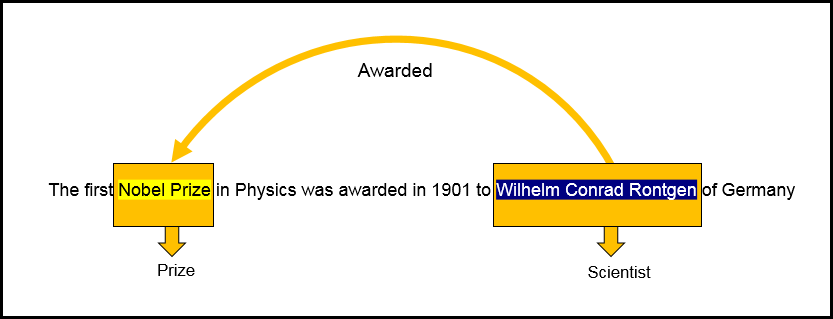 Awarded
The first Nobel Prize in Physics was awarded in 1901 to Wilhelm Conrad Rontgen of Germany
Prize
Scientist